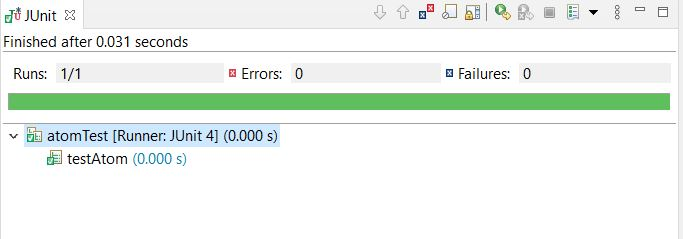 JUnit
Finished after 0.031 seconds
Runs: 1/1 Errors: 0 Failures: 0
atomTest [Runner: JUnit 4] (0.000 s)
testAtom (0.000 s)